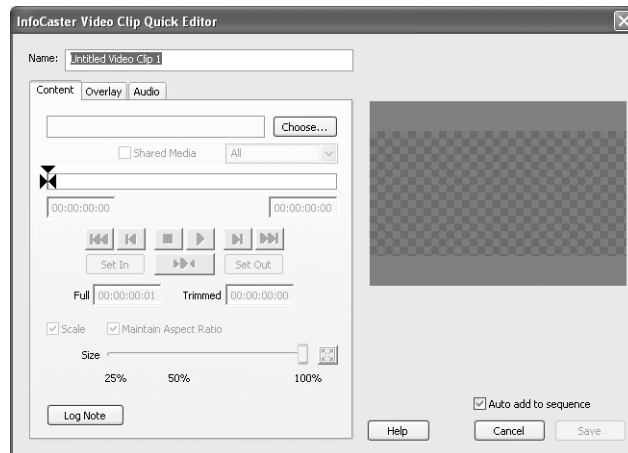 InfoCaster Video Clip Quick Editor
Name: Untitled Video Clip 1
Content Overlay Audio
Choose...
Shared Media All
00:00:00:00 00:00:00:00
Set In Set Out
Full 00:00:00:01 Trimmed 00:00:00:00
Scale Maintain Aspect Ratio
Size
25% 50% 100%
Log Note
Auto add to sequence
Help Cancel Save